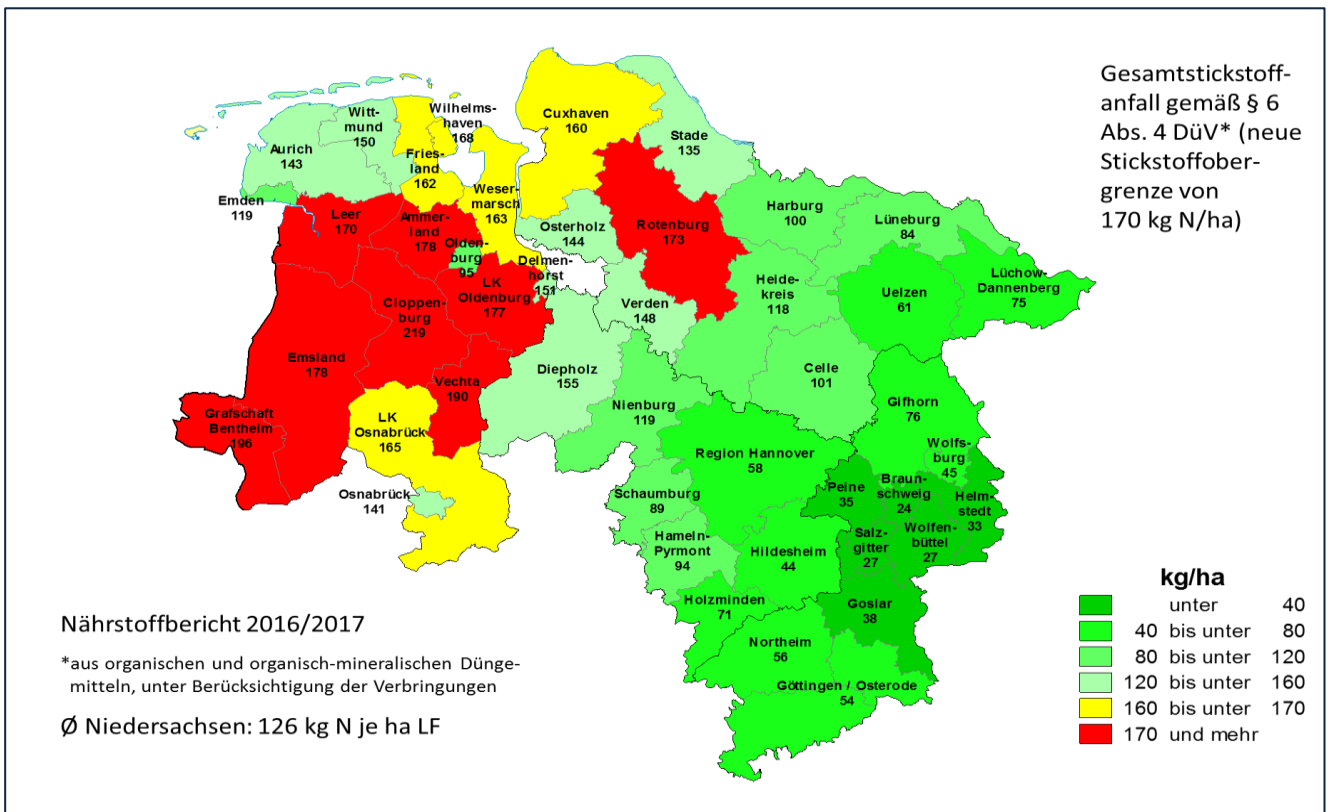 Gesamtstickstoff-
anfall gemäß § 6
Abs. 4 DüV* (neue
Stickstoffober-
grenze von
170 kg N/ha)
Witt-
mund
150
Wilhelms-
haven
168
Cuxhaven
160
Stade
135
Aurich
143
Fries-
land
162
Emden
119
Weser-
marsch
163
Leer
170
Ammer-
land
178
Olden-
burg
95
Osterholz
144
Rotenburg
173
Harburg
100
Lüneburg
84
Delmen-
horst
151
LK
Oldenburg
177
Cloppen-
burg
219
Verden
148
Heide-
kreis
118
Uelzen
61
Lüchow-
Dannenberg
75
Emsland
178
Vechta
190
Diepholz
155
Celle
101
Grafschaft
Bentheim
196
LK
Osnabrück
165
Nienburg
119
Gifhorn
76
Osnabrück
141
Region Hannover
58
Wolfs-
burg
45
Schaumburg
89
Peine
35
Braun-
schweig
24
Helm-
stedt
33
Hameln-
Pyrmont
94
Hildesheim
44
Salz-
gitter
27
Wolfen-
büttel
27
Holzminden
71
Goslar
38
Northeim
56
Göttingen / Osterode
54
Nährstoffbericht 2016/2017
*aus organischen und organisch-mineralischen Dünge-
mitteln, unter Berücksichtigung der Verbringungen
Ø Niedersachsen: 126 kg N je ha LF
kg/ha
unter 40
40 bis unter 80
80 bis unter 120
120 bis unter 160
160 bis unter 170
170 und mehr